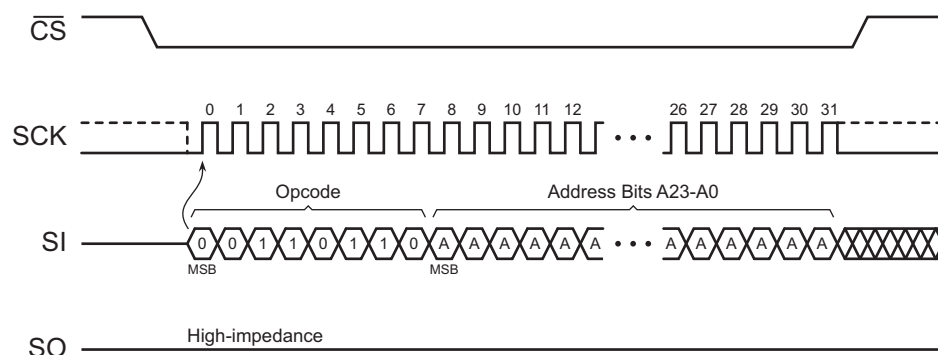 CS
SCK
0 1 2 3 4 5 6 7 8 9 10 11 12 26 27 28 29 30 31
Opcode Address Bits A23-A0
SI
0 0 1 1 0 1 1 0 A A A A A A A A A A A A
MSB MSB
High-impedance
SO